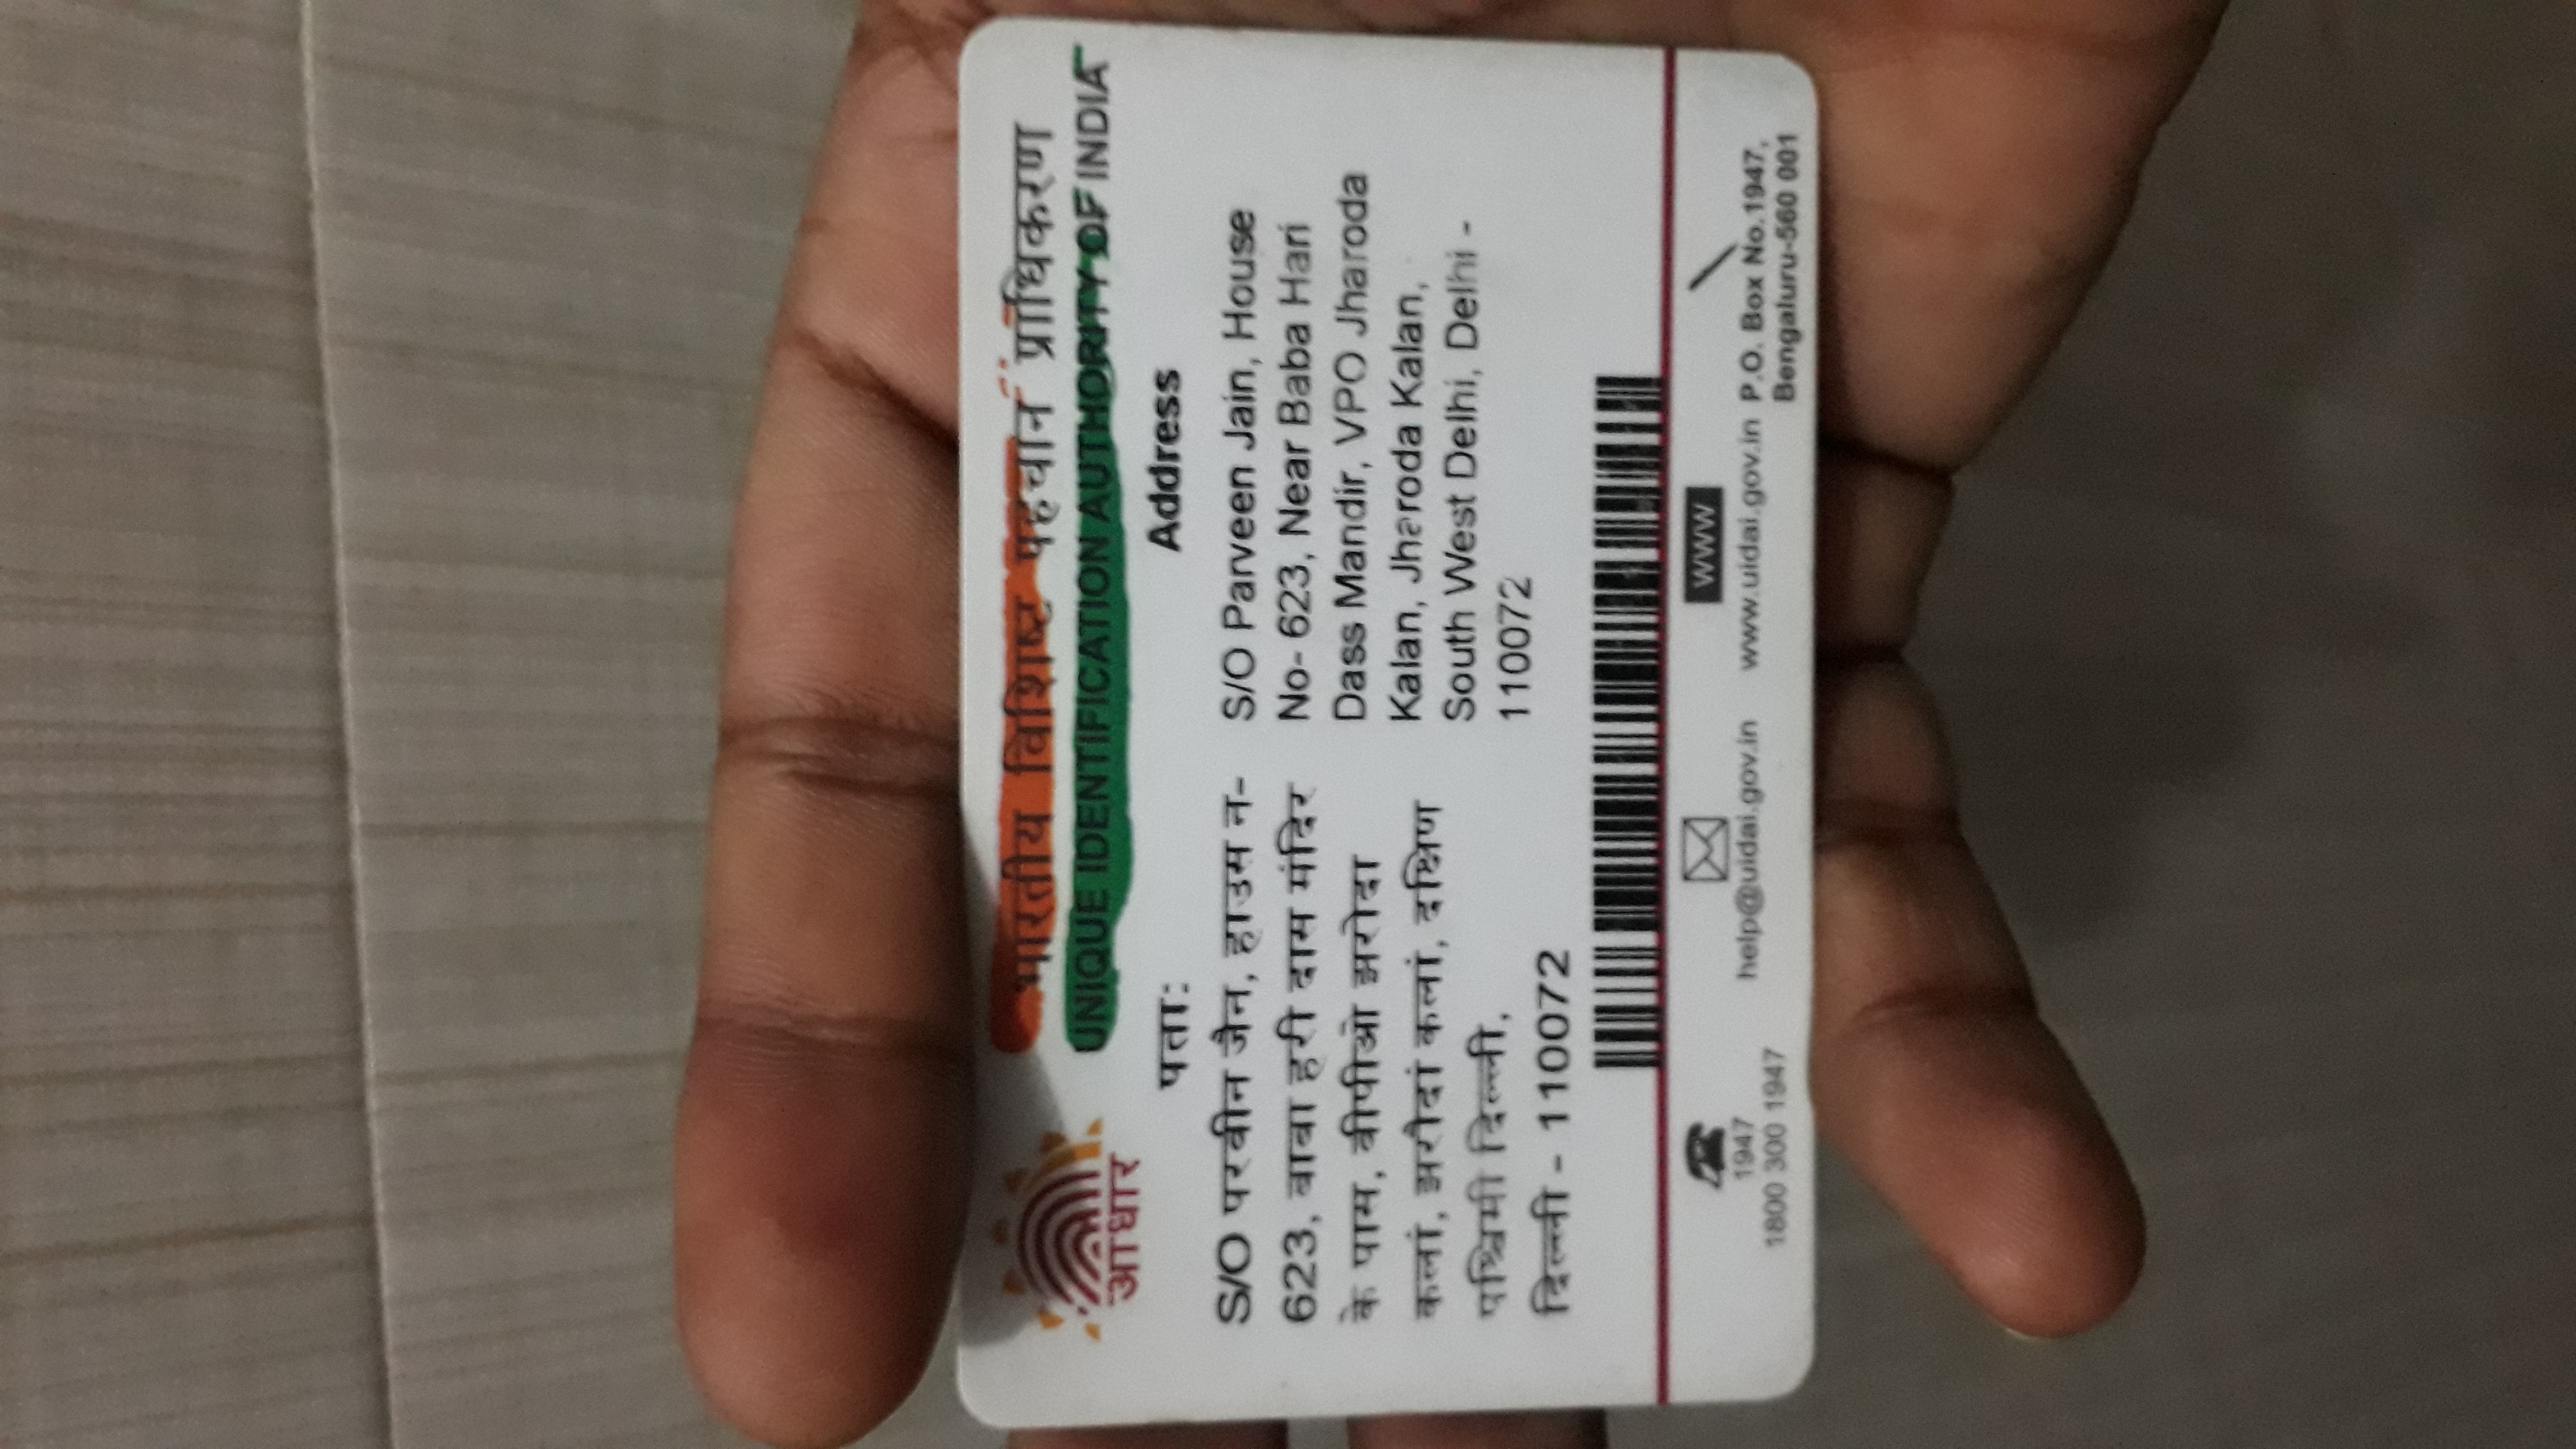 भारतीय विशिष्ट पहचान प्राधिकरण
UNIQUE IDENTIFICATION AUTHORITY OF INDIA
आधार
पता:
S/O परवीन जैन, हाउस न-
623, बाबा हरी दास मंदिर
के पास, वीपीओ झरोदा
कलां, झरौदां कलां, दक्षिण
पश्चिमी दिल्ली,
दिल्ली - 110072
Address
S/O Parveen Jain, House
No- 623, Near Baba Hari
Dass Mandir, VPO Jharoda
Kalan, Jharoda Kalan,
South West Delhi, Delhi -
110072
1947
1800 300 1947
help@uidai.gov.in
WWW
www.uidai.gov.in
P.O. Box No.1947,
Bengaluru-560 001